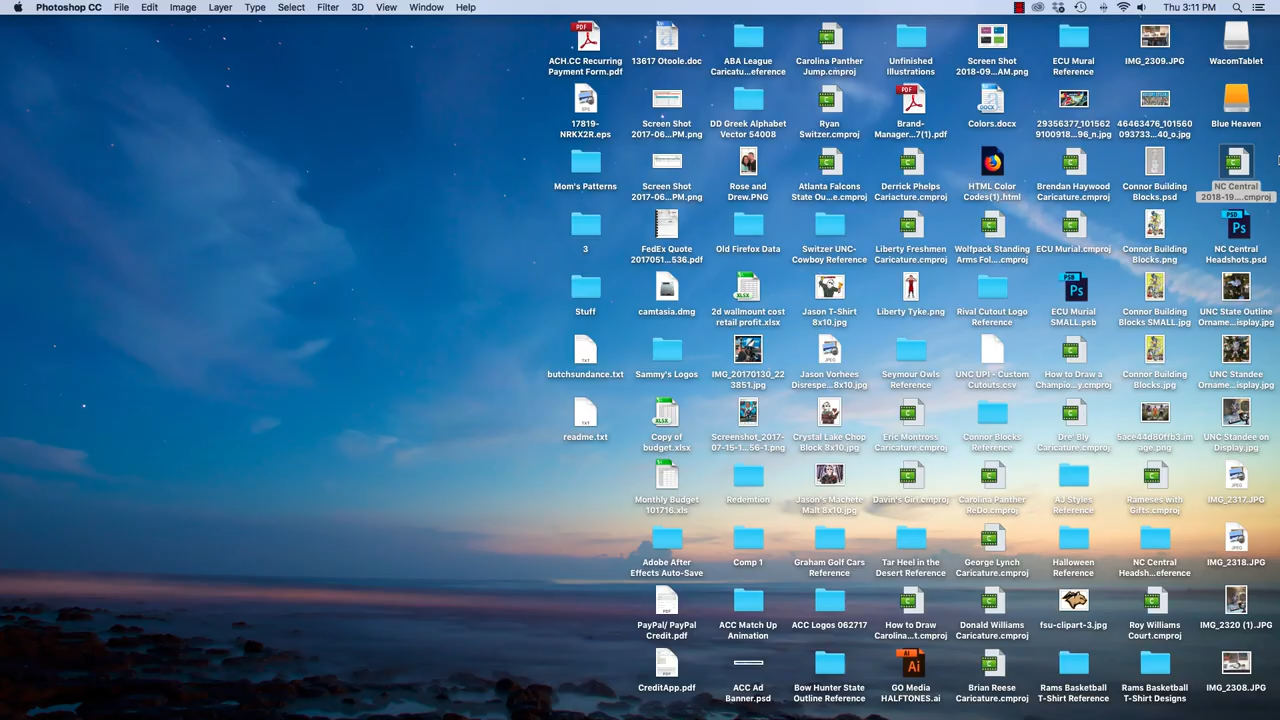 Photoshop CC File Edit Image Layer Type Select Filter 3D View Window Help Thu 3:11 PM
ACH.CC Recurring
Payment Form.pdf
13617 Otoole.doc
ABA League
Caricatu...eference
Carolina Panther
Jump.cmproj
Unfinished
Illustrations
Screen Shot
2018-09...AM.png
ECU Mural
Reference
IMG_2309.JPG
WacomTablet
17819-
NRKX2R.eps
Screen Shot
2017-06...PM.png
DD Greek Alphabet
Vector 54008
Ryan
Switzer.cmproj
Brand-
Manager...7(1).pdf
Colors.docx
29356377_101562
9100918...96_n.jpg
46463476_101560
093733...40_o.jpg
Blue Heaven
Mom's Patterns
Screen Shot
2017-06...PM.png
Rose and
Drew.PNG
Atlanta Falcons
State Ou...e.cmproj
Derrick Phelps
Cariacture.cmproj
HTML Color
Codes(1).html
Brendan Haywood
Caricature.cmproj
Connor Building
Blocks.psd
NC Central
2018-19....cmproj
3
FedEx Quote
2017051...536.pdf
Old Firefox Data
Switzer UNC-
Cowboy Reference
Liberty Freshmen
Caricature.cmproj
Wolfpack Standing
Arms Fol....cmproj
ECU Murial.cmproj
Connor Building
Blocks.png
NC Central
Headshots.psd
Stuff
camtasia.dmg
2d wallmount cost
retail profit.xlsx
Jason T-Shirt
8x10.jpg
Liberty Tyke.png
Rival Cutout Logo
Reference
ECU Murial
SMALL.psb
Connor Building
Blocks SMALL.jpg
UNC State Outline
Orname...isplay.jpg
butchsundance.txt
Sammy's Logos
IMG_20170130_22
3851.jpg
Jason Vorhees
Disrespe...8x10.jpg
Seymour Owls
Reference
UNC UPI - Custom
Cutouts.csv
How to Draw a
Champio...y.cmproj
Connor Building
Blocks.jpg
UNC Standee
Orname...isplay.jpg
readme.txt
Copy of
budget.xlsx
Screenshot_2017-
07-15-1...56-1.png
Crystal Lake Chop
Block 8x10.jpg
Eric Montross
Caricature.cmproj
Connor Blocks
Reference
Dre' Bly
Caricature.cmproj
5ace44d80ffb3.im
age.png
UNC Standee on
Display.jpg
Monthly Budget
101716.xls
Redemtion
Jason's Machete
Malt 8x10.jpg
Davin's Girl.cmproj
Carolina Panther
ReDo.cmproj
AJ Styles
Reference
Rameses with
Gifts.cmproj
IMG_2317.JPG
Adobe After
Effects Auto-Save
Comp 1
Graham Golf Cars
Reference
Tar Heel in the
Desert Reference
George Lynch
Caricature.cmproj
Halloween
Reference
NC Central
Headsh...eference
IMG_2318.JPG
PayPal/ PayPal
Credit.pdf
ACC Match Up
Animation
ACC Logos 062717
How to Draw
Carolina...t.cmproj
Donald Williams
Caricature.cmproj
fsu-clipart-3.jpg
Roy Williams
Court.cmproj
IMG_2320 (1).JPG
CreditApp.pdf
ACC Ad
Banner.psd
Bow Hunter State
Outline Reference
GO Media
HALFTONES.ai
Brian Reese
Caricature.cmproj
Rams Basketball
T-Shirt Reference
Rams Basketball
T-Shirt Designs
IMG_2308.JPG